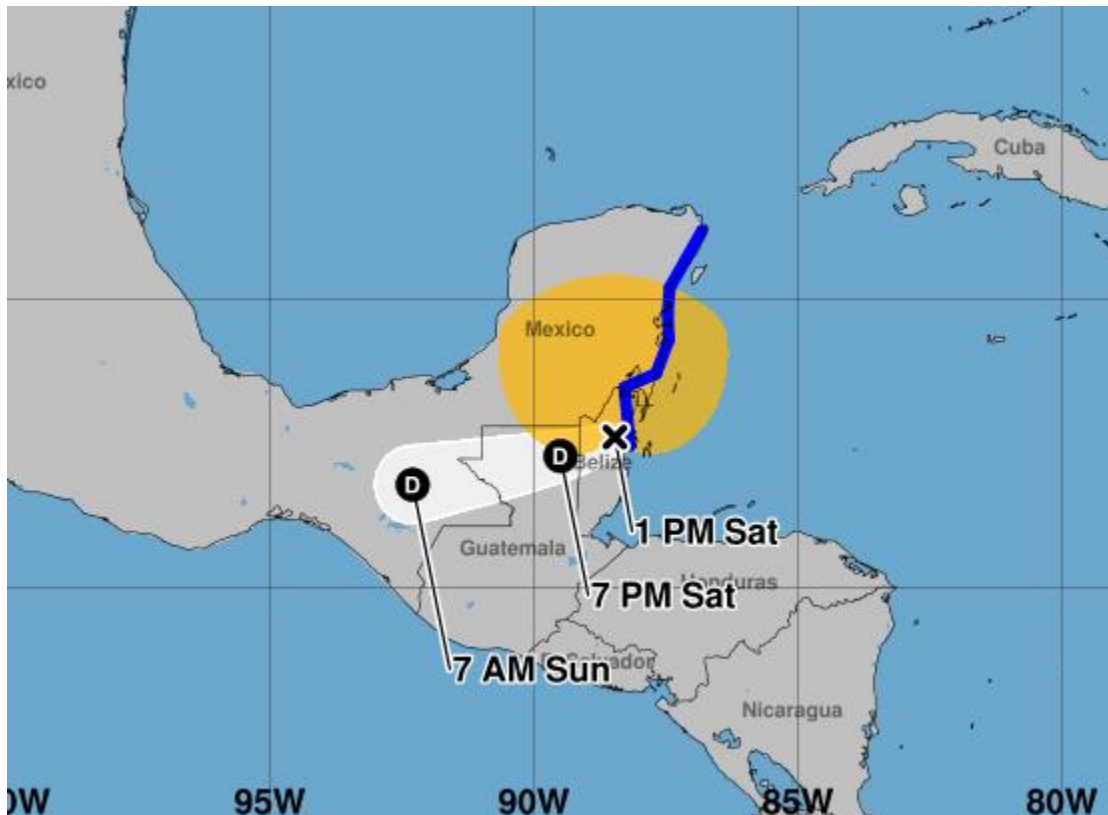 xico
Cuba
Mexico
D
D
Belize
1 PM Sat
Guatemala
Honduras
7 PM Sat
El Salvador
7 AM Sun
Nicaragua
0W
95W
90W
85W
80W